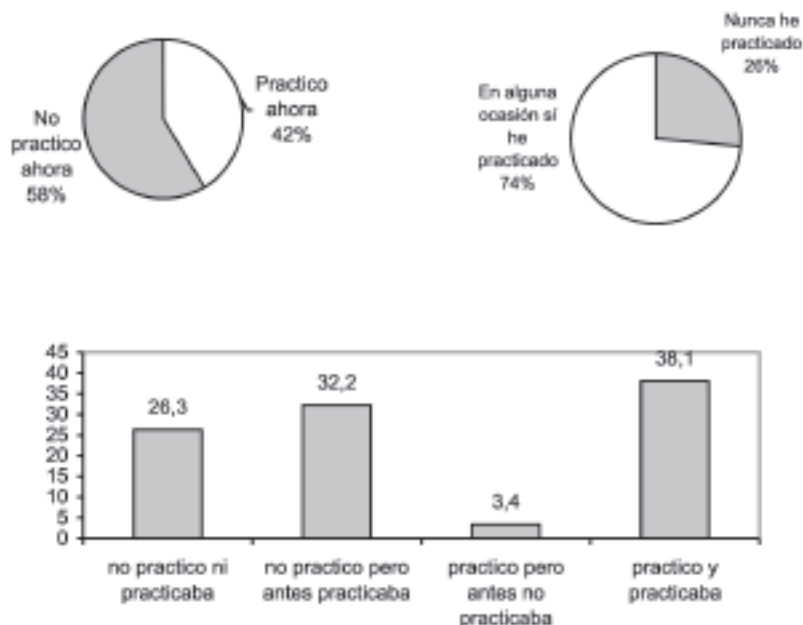 No
practico
ahora
58%
Practico
ahora
42%
En alguna
ocasión sí
he
practicado
74%
Nunca he
practicado
26%
45
40
35
30
25
20
15
10
5
0
26,3
32,2
3,4
38,1
no practico ni
practicaba
no practico pero
antes practicaba
practico pero
antes no
practicaba
practico y
practicaba